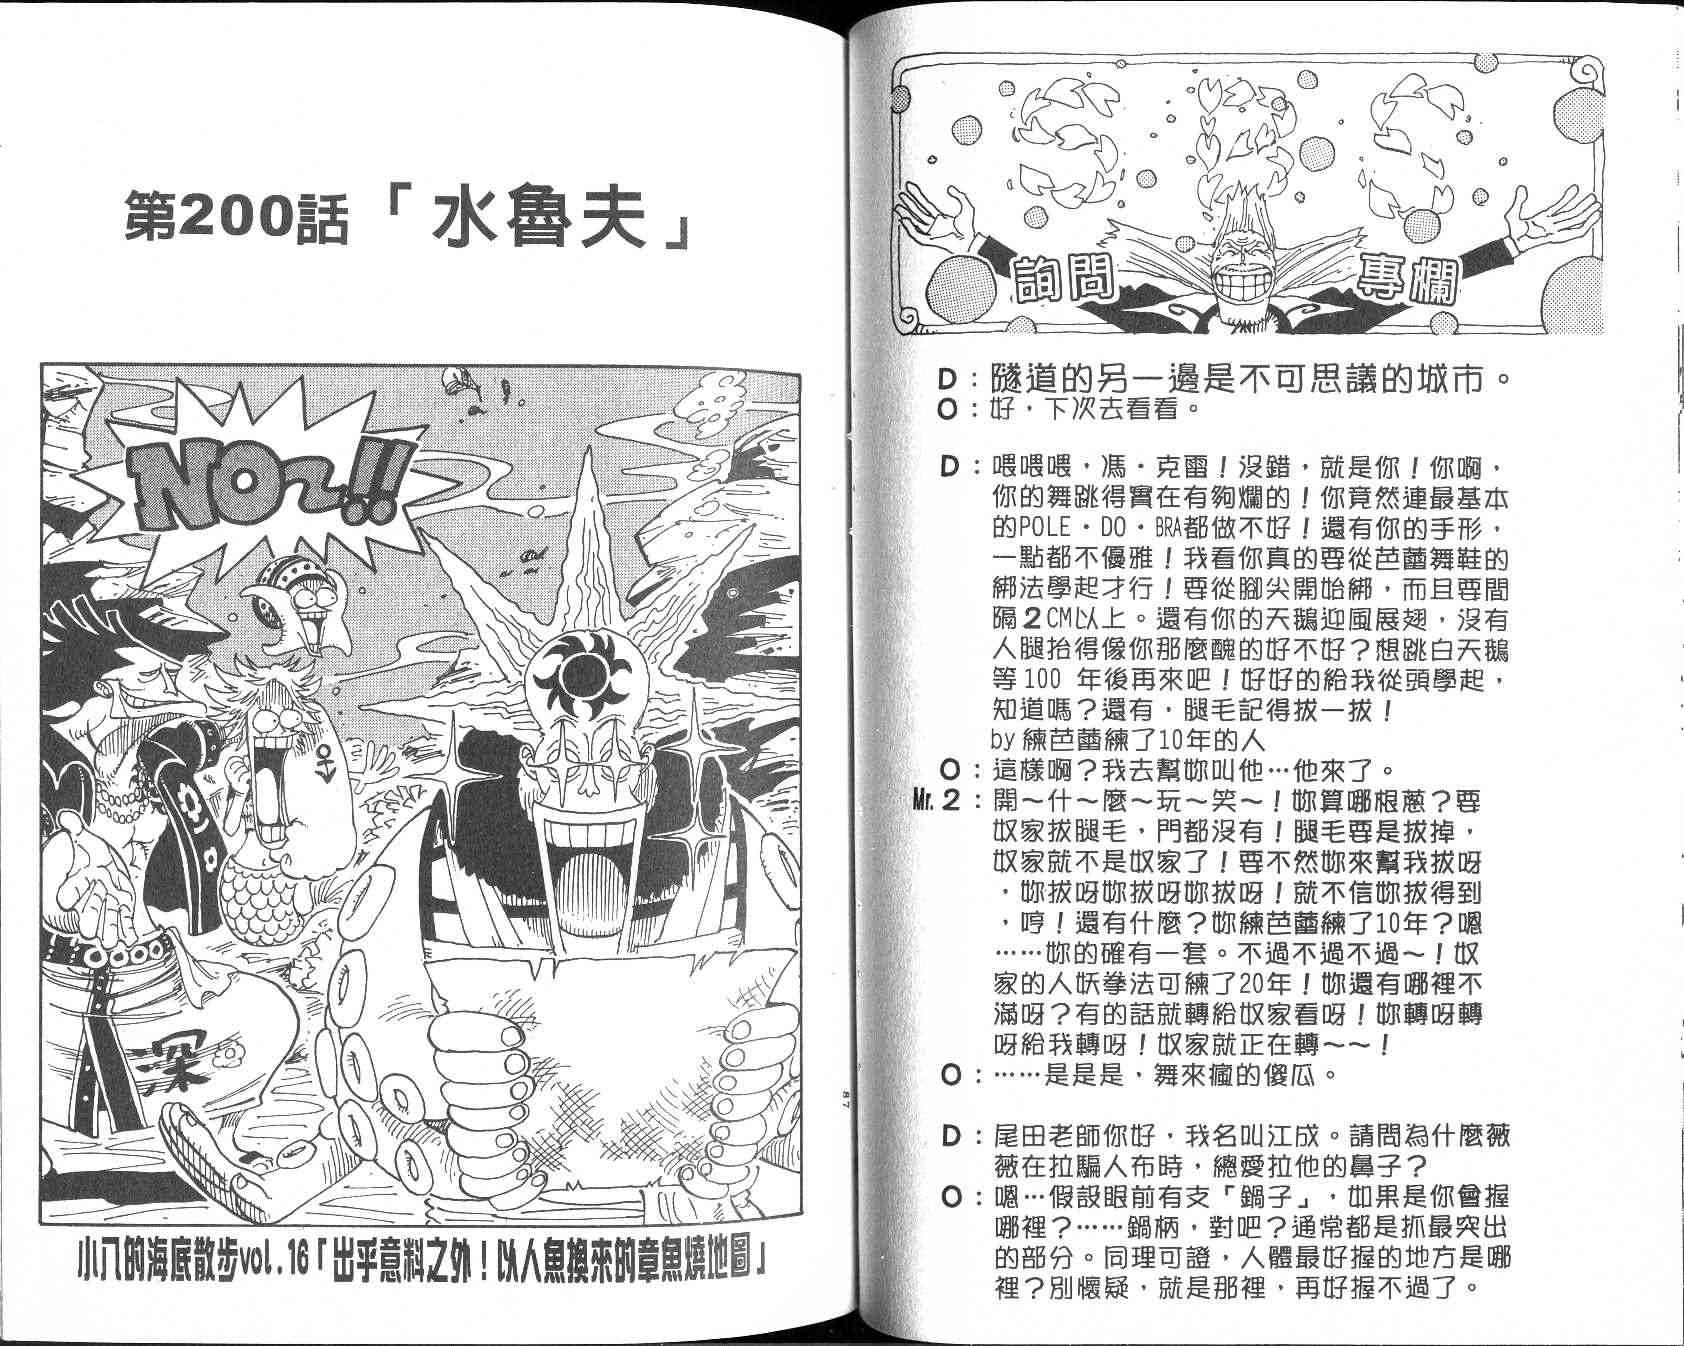 第200話「水魯夫」
NO~!!
深
小八的海底散步vol.16「出乎意料之外！以人魚換來的章魚燒地圖」
87
SBS
詢問 專欄
D：隧道的另一邊是不可思議的城市。
O：好，下次去看看。
D：喂喂喂，馮·克雷！沒錯，就是你！你啊，
你的舞跳得實在有夠爛的！你竟然連最基本
的POLE·DO·BRA都做不好！還有你的手形，
一點都不優雅！我看你真的要從芭蕾舞鞋的
綁法學起才行！要從腳尖開始綁，而且要間
隔2CM以上。還有你的天鵝迎風展翅，沒有
人腿抬得像你那麼醜的好不好？想跳白天鵝
等100 年後再來吧！好好的給我從頭學起，
知道嗎？還有，腿毛記得拔一拔！
by 練芭蕾練了10年的人
O：這樣啊？我去幫妳叫他…他來了。
Mr.2：開～什～麼～玩～笑～！妳算哪根蔥？要
奴家拔腿毛，門都沒有！腿毛要是拔掉，
奴家就不是奴家了！要不然妳來幫我拔呀
，妳拔呀妳拔呀妳拔呀！就不信妳拔得到
，哼！還有什麼？妳練芭蕾練了10年？嗯
……妳的確有一套。不過不過不過～！奴
家的人妖拳法可練了20年！妳還有哪裡不
滿呀？有的話就轉給奴家看呀！妳轉呀轉
呀給我轉呀！奴家就正在轉～～！
O：……是是是，舞來瘋的傻瓜。
D：尾田老師你好，我名叫江成。請問為什麼薇
薇在拉騙人布時，總愛拉他的鼻子？
O：嗯…假設眼前有支「鍋子」，如果是你會握
哪裡？……鍋柄，對吧？通常都是抓最突出
的部分。同理可證，人體最好握的地方是哪
裡？別懷疑，就是那裡，再好握不過了。